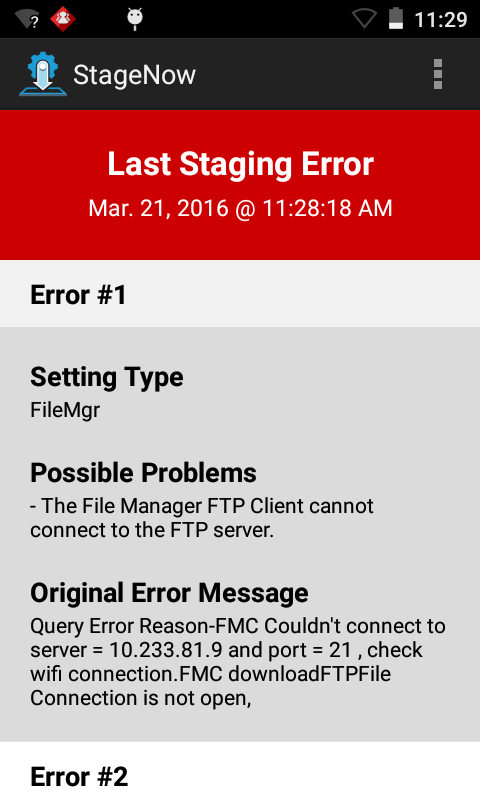 ?
11:29
StageNow
Last Staging Error
Mar. 21, 2016 @ 11:28:18 AM
Error #1
Setting Type
FileMgr
Possible Problems
- The File Manager FTP Client cannot
connect to the FTP server.
Original Error Message
Query Error Reason-FMC Couldn't connect to
server = 10.233.81.9 and port = 21 , check
wifi connection.FMC downloadFTPFile
Connection is not open,
Error #2